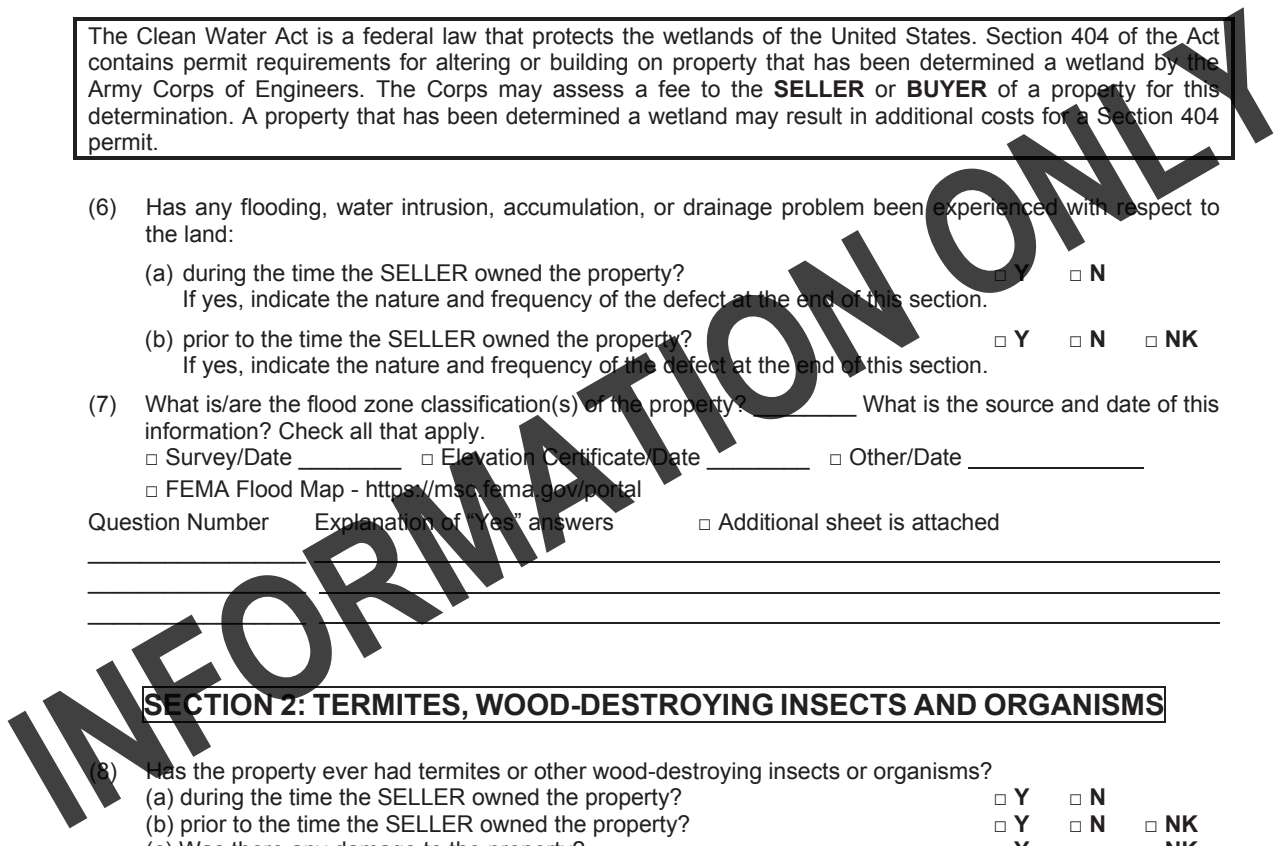 The Clean Water Act is a federal law that protects the wetlands of the United States. Section 404 of the Act
contains permit requirements for altering or building on property that has been determined a wetland by the
Army Corps of Engineers. The Corps may assess a fee to the SELLER or BUYER of a property for this
determination. A property that has been determined a wetland may result in additional costs for a Section 404
permit.
(6) Has any flooding, water intrusion, accumulation, or drainage problem been experienced with respect to
the land:
(a) during the time the SELLER owned the property? □ Y □ N
If yes, indicate the nature and frequency of the defect at the end of this section.
(b) prior to the time the SELLER owned the property? □ Y □ N □ NK
If yes, indicate the nature and frequency of the defect at the end of this section.
(7) What is/are the flood zone classification(s) of the property? ________ What is the source and date of this
information? Check all that apply.
□ Survey/Date ________ □ Elevation Certificate/Date ________ □ Other/Date ______________
□ FEMA Flood Map - https://msc.fema.gov/portal
Question Number Explanation of “Yes” answers □ Additional sheet is attached
SECTION 2: TERMITES, WOOD-DESTROYING INSECTS AND ORGANISMS
(8) Has the property ever had termites or other wood-destroying insects or organisms?
(a) during the time the SELLER owned the property? □ Y □ N
(b) prior to the time the SELLER owned the property? □ Y □ N □ NK
(c) Was there any damage to the property? Y N NK
INFORMATION ONLY